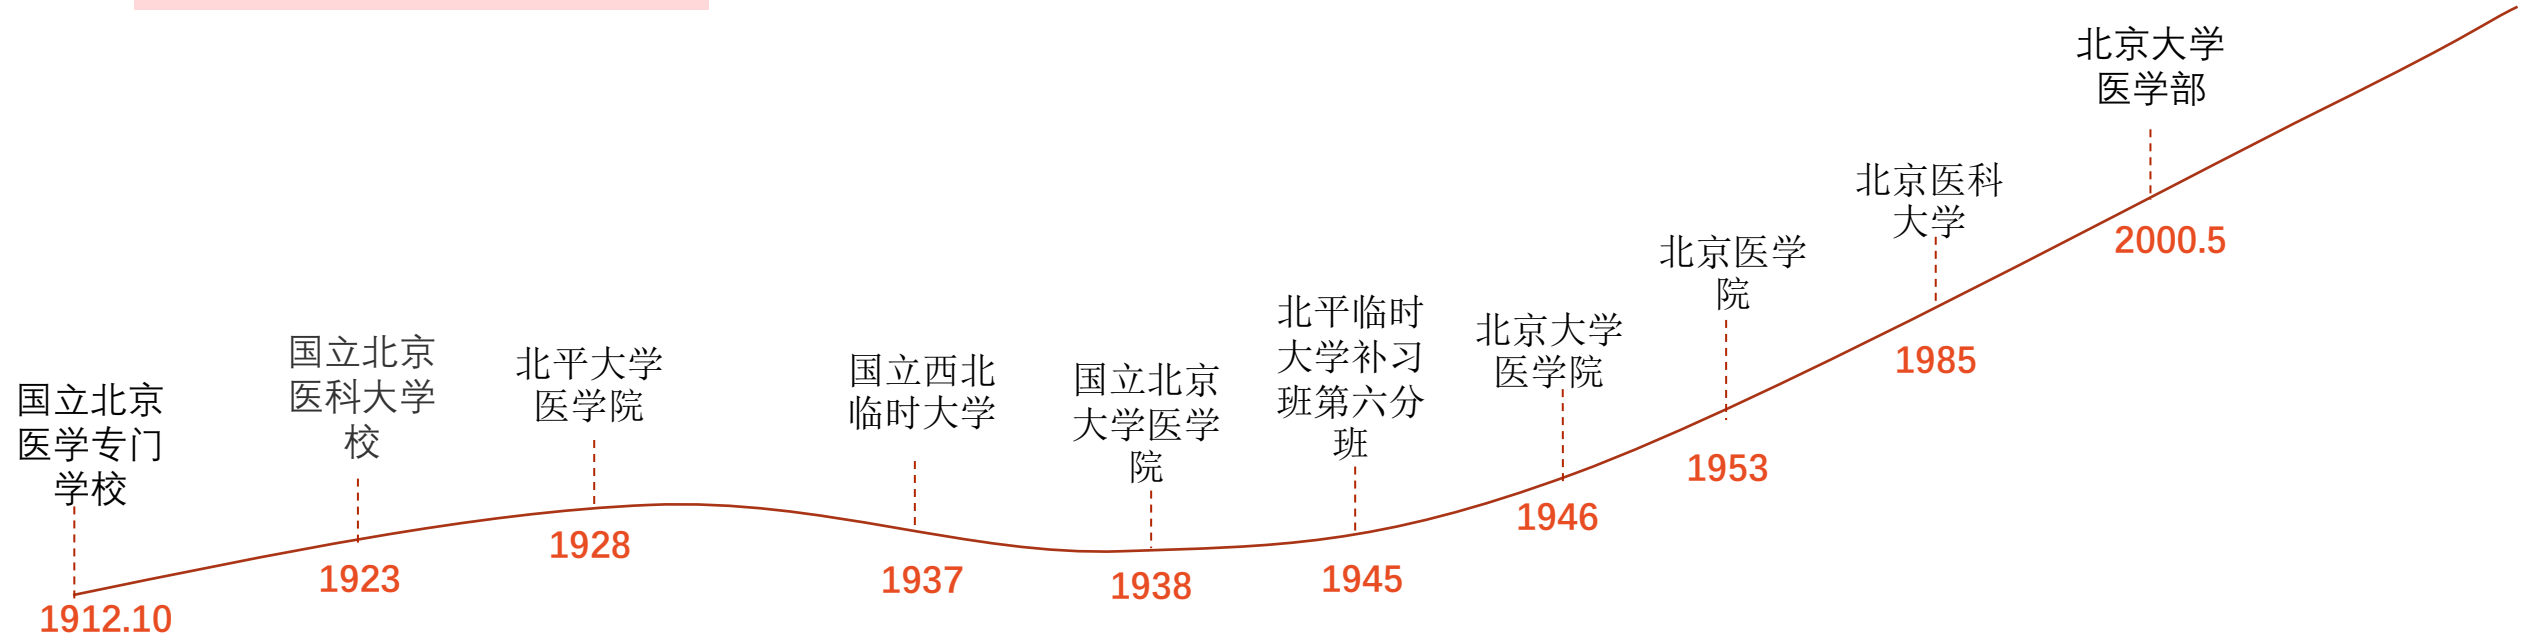 国立北京
医学专门
学校
1912.10
国立北京
医科大学
校
1923
北平大学
医学院
1928
国立西北
临时大学
1937
国立北京
大学医学
院
1938
北平临时
大学补习
班第六分
班
1945
北京大学
医学院
1946
北京医学
院
1953
北京医科
大学
1985
北京大学
医学部
2000.5